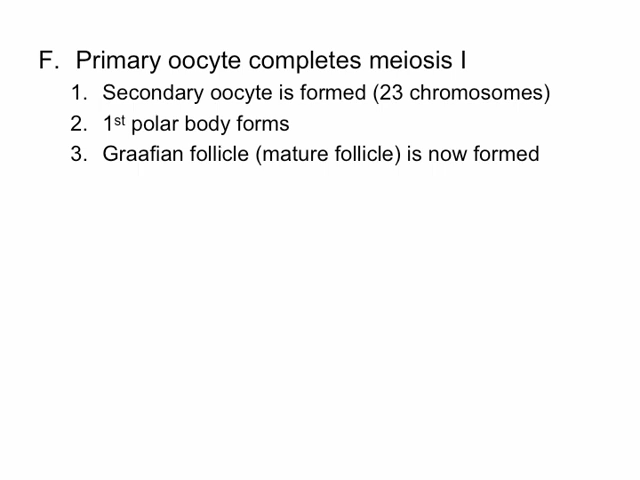 F. Primary oocyte completes meiosis I
1. Secondary oocyte is formed (23 chromosomes)
2. 1st polar body forms
3. Graafian follicle (mature follicle) is now formed